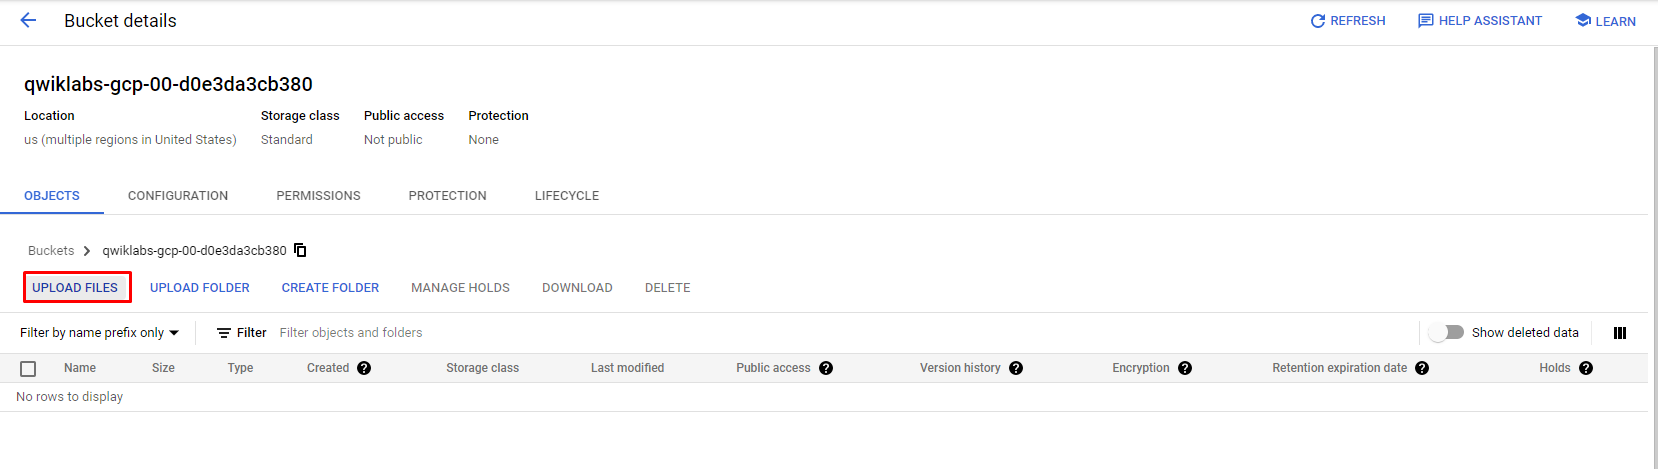 Bucket details REFRESH HELP ASSISTANT LEARN
qwiklabs-gcp-00-d0e3da3cb380
Location Storage class Public access Protection
us (multiple regions in United States) Standard Not public None
OBJECTS CONFIGURATION PERMISSIONS PROTECTION LIFECYCLE
Buckets > qwiklabs-gcp-00-d0e3da3cb380
UPLOAD FILES UPLOAD FOLDER CREATE FOLDER MANAGE HOLDS DOWNLOAD DELETE
Filter by name prefix only Filter Filter objects and folders Show deleted data
Name Size Type Created ? Storage class Last modified Public access ? Version history ? Encryption ? Retention expiration date ? Holds ?
No rows to display